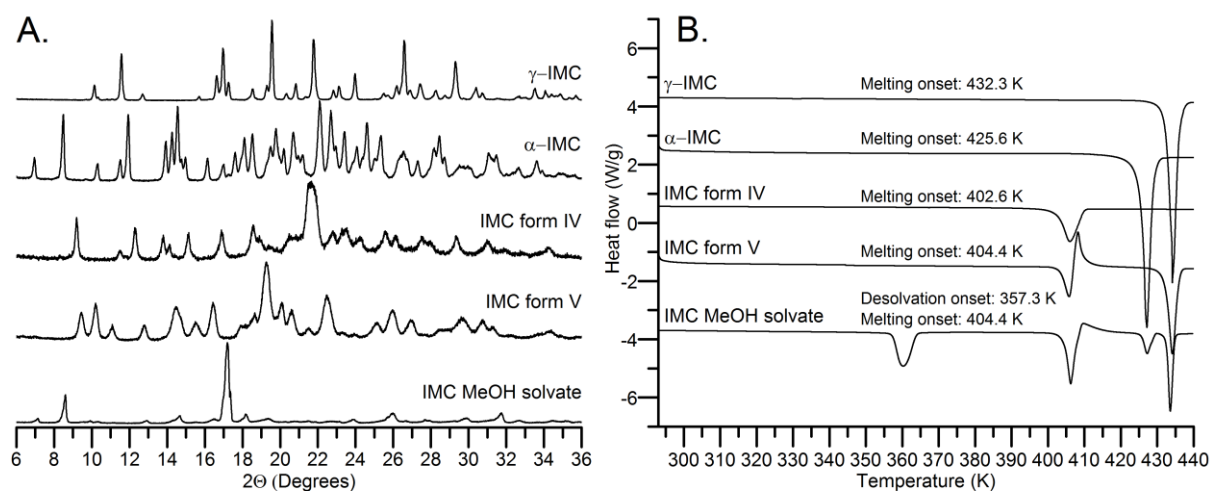 A.
γ–IMC
α–IMC
IMC form IV
IMC form V
IMC MeOH solvate
6 8 10 12 14 16 18 20 22 24 26 28 30 32 34 36
2Θ (Degrees)
B.
6
4
2
0
-2
-4
-6
Heat flow (W/g)
γ–IMC
Melting onset: 432.3 K
α–IMC
Melting onset: 425.6 K
IMC form IV
Melting onset: 402.6 K
IMC form V
Melting onset: 404.4 K
Desolvation onset: 357.3 K
IMC MeOH solvate
Melting onset: 404.4 K
300 310 320 330 340 350 360 370 380 390 400 410 420 430 440
Temperature (K)